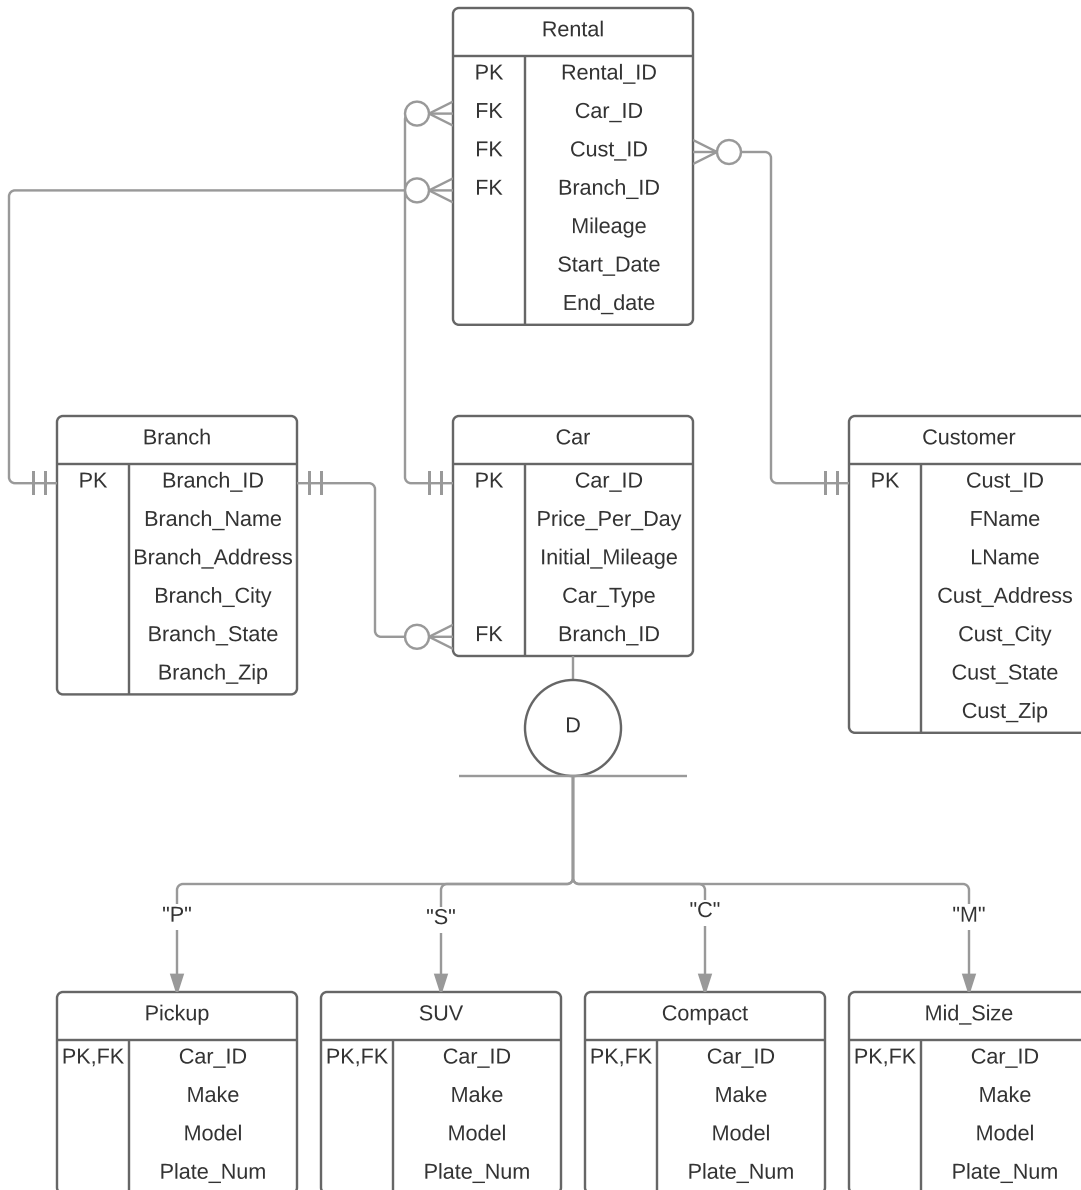 Rental
PK Rental_ID
FK Car_ID
FK Cust_ID
FK Branch_ID
Mileage
Start_Date
End_date
Branch
PK Branch_ID
Branch_Name
Branch_Address
Branch_City
Branch_State
Branch_Zip
Car
PK Car_ID
Price_Per_Day
Initial_Mileage
Car_Type
FK Branch_ID
Customer
PK Cust_ID
FName
LName
Cust_Address
Cust_City
Cust_State
Cust_Zip
D
"P" "S" "C" "M"
Pickup
PK,FK Car_ID
Make
Model
Plate_Num
SUV
PK,FK Car_ID
Make
Model
Plate_Num
Compact
PK,FK Car_ID
Make
Model
Plate_Num
Mid_Size
PK,FK Car_ID
Make
Model
Plate_Num